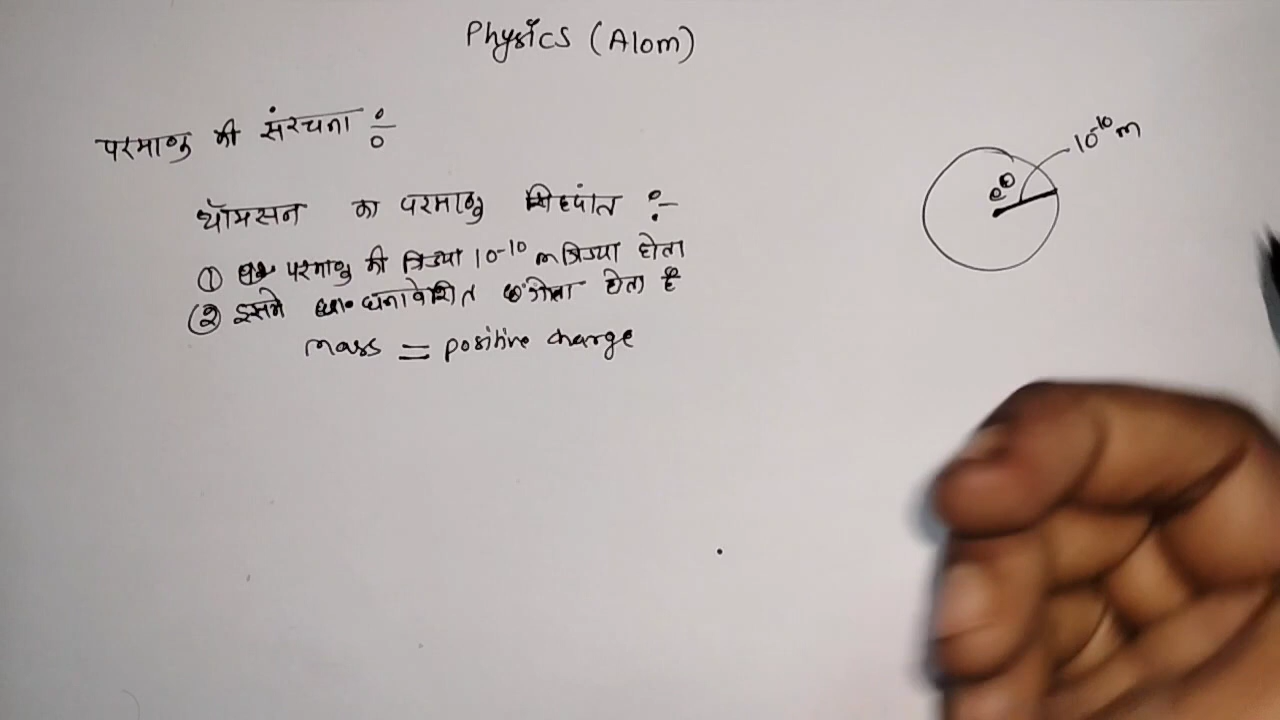 Physics (Atom)
परमाणु की संरचना :-
थॉमसन का परमाणु सिद्धांत :-
① परमाणु की त्रिज्या 10⁻¹⁰ m त्रिज्या होता
② इसमे धनावेशित गोला होता है
mass = positive charge
10⁻¹⁰ m
e